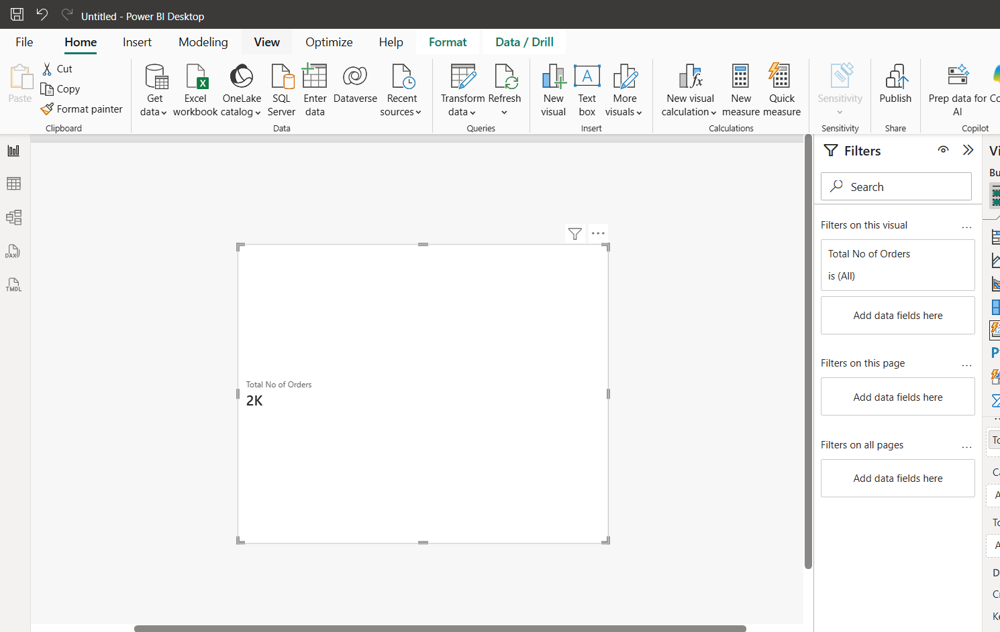 Untitled - Power BI Desktop
File Home Insert Modeling View Optimize Help Format Data / Drill
Paste
Cut
Copy
Format painter
Clipboard
Get data
Excel workbook
OneLake catalog
SQL Server
Enter data
Dataverse
Recent sources
Data
Transform data
Refresh
Queries
New visual
Text box
More visuals
Insert
New visual calculation
New measure
Quick measure
Calculations
Sensitivity
Sensitivity
Publish
Share
Prep data for AI
Copilot
DAX
TMDL
Total No of Orders
2K
Filters
Search
Filters on this visual
Total No of Orders
is (All)
Add data fields here
Filters on this page
Add data fields here
Filters on all pages
Add data fields here